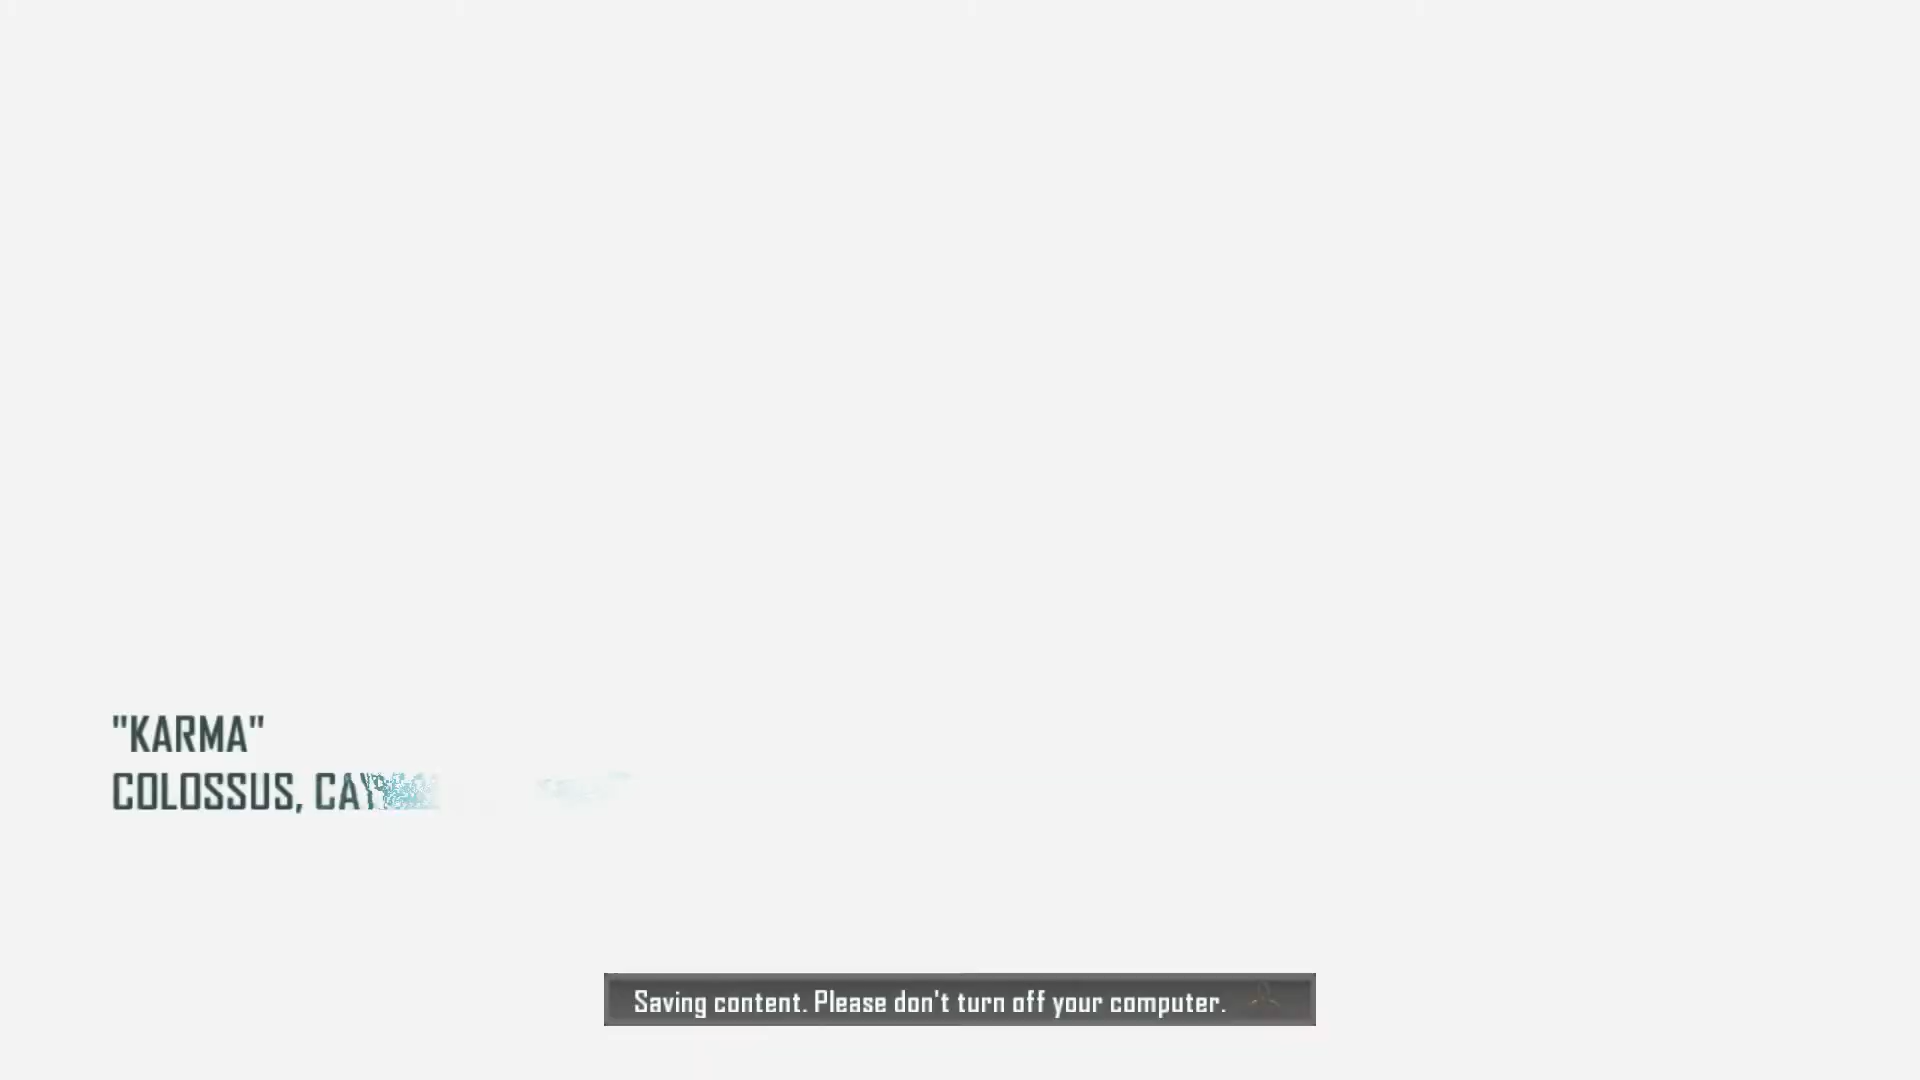 "KARMA"
COLOSSUS, CAY
Saving content. Please don't turn off your computer.